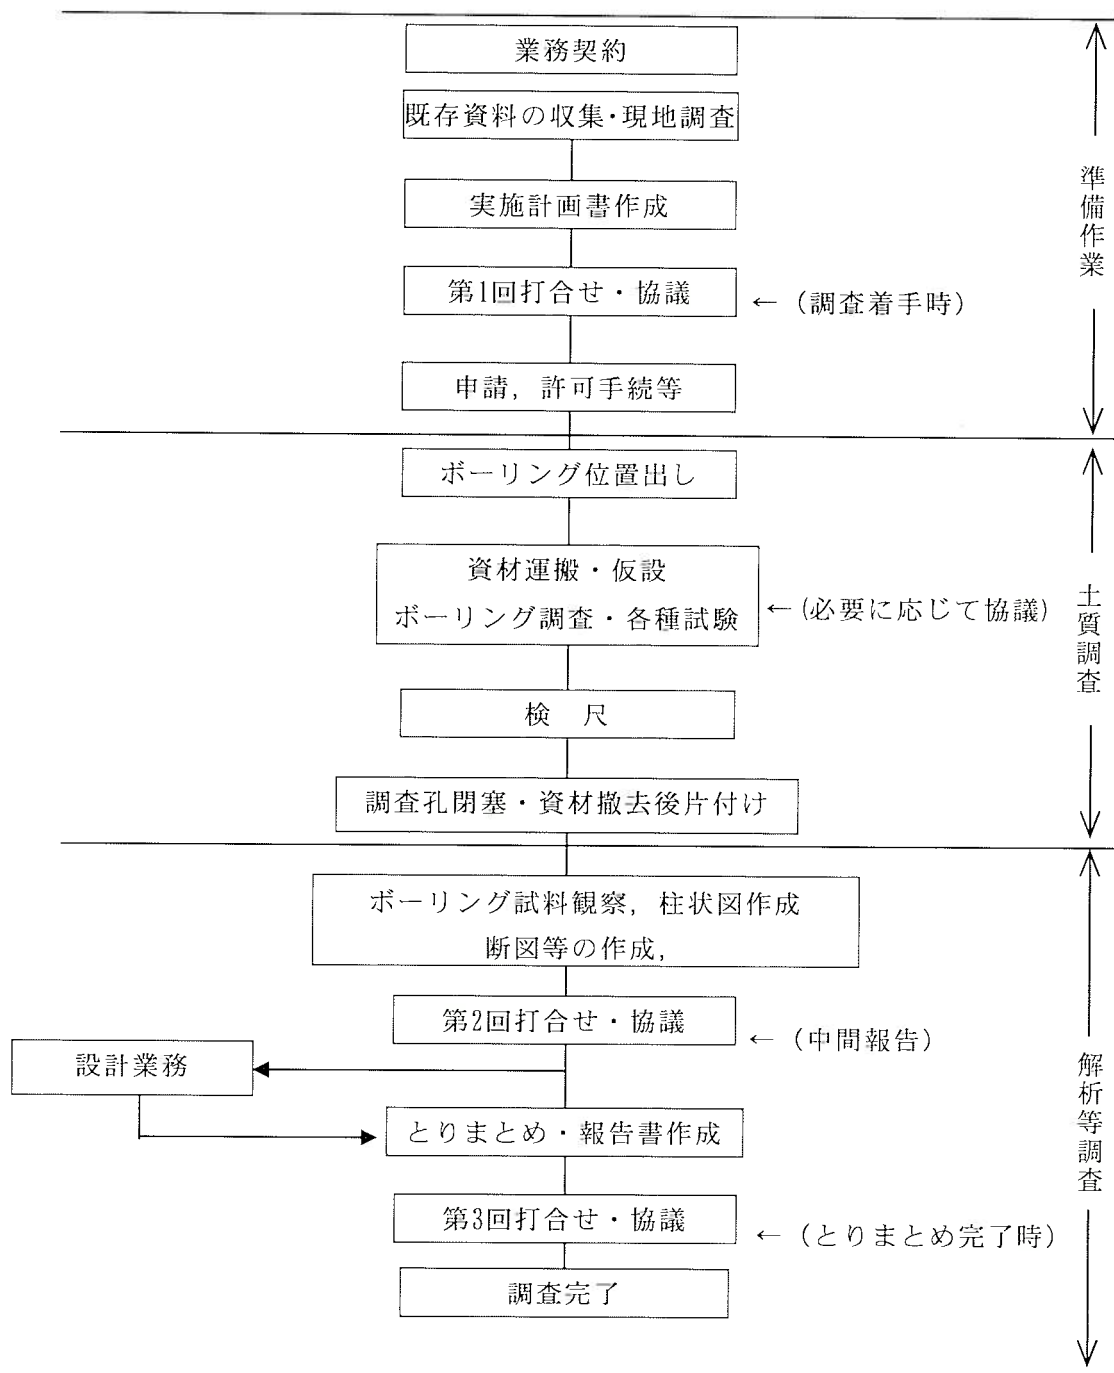 業務契約
既存資料の収集・現地調査
実施計画書作成
第1回打合せ・協議
←（調査着手時）
申請，許可手続等
準備作業
ボーリング位置出し
資材運搬・仮設
ボーリング調査・各種試験
←（必要に応じて協議）
検　尺
調査孔閉塞・資材撤去後片付け
土質調査
ボーリング試料観察，柱状図作成
断図等の作成，
第2回打合せ・協議
←（中間報告）
設計業務
とりまとめ・報告書作成
第3回打合せ・協議
←（とりまとめ完了時）
調査完了
解析等調査